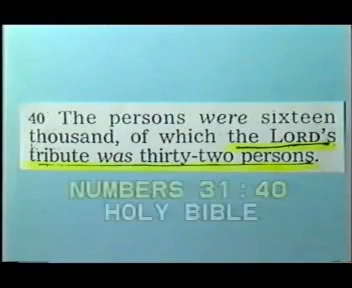 40 The persons were sixteen
thousand, of which the LORD'S
tribute was thirty-two persons.
NUMBERS 31:40
HOLY BIBLE